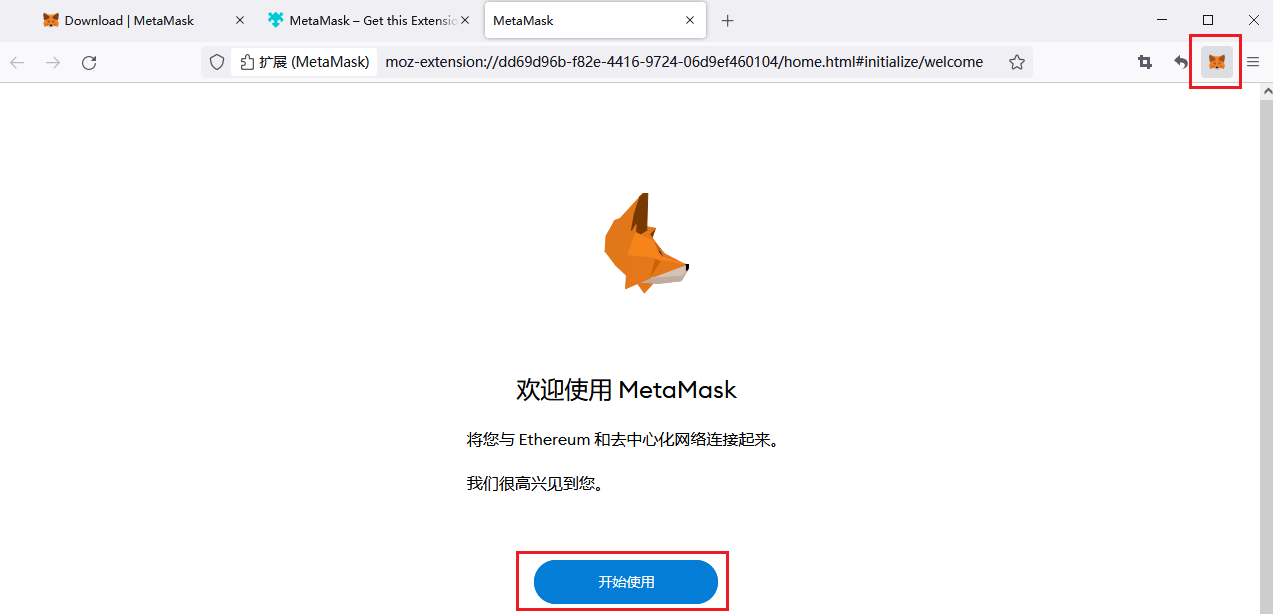 Download | MetaMask
MetaMask – Get this Extensio
MetaMask
扩展 (MetaMask)
moz-extension://dd69d96b-f82e-4416-9724-06d9ef460104/home.html#initialize/welcome
欢迎使用 MetaMask
将您与 Ethereum 和去中心化网络连接起来。
我们很高兴见到您。
开始使用